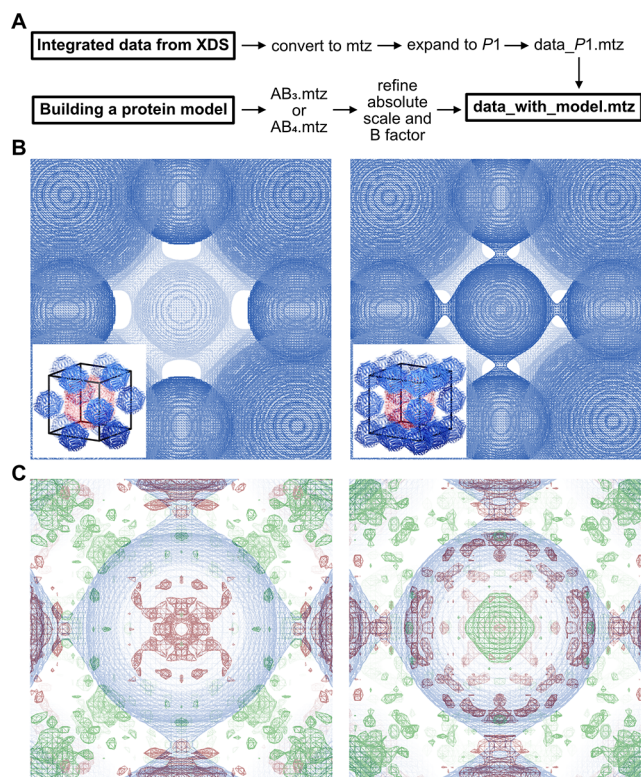 A
Integrated data from XDS
convert to mtz
expand to P1
data_P1.mtz
Building a protein model
AB₃.mtz
or
AB₄.mtz
refine
absolute
scale and
B factor
data_with_model.mtz
B
C